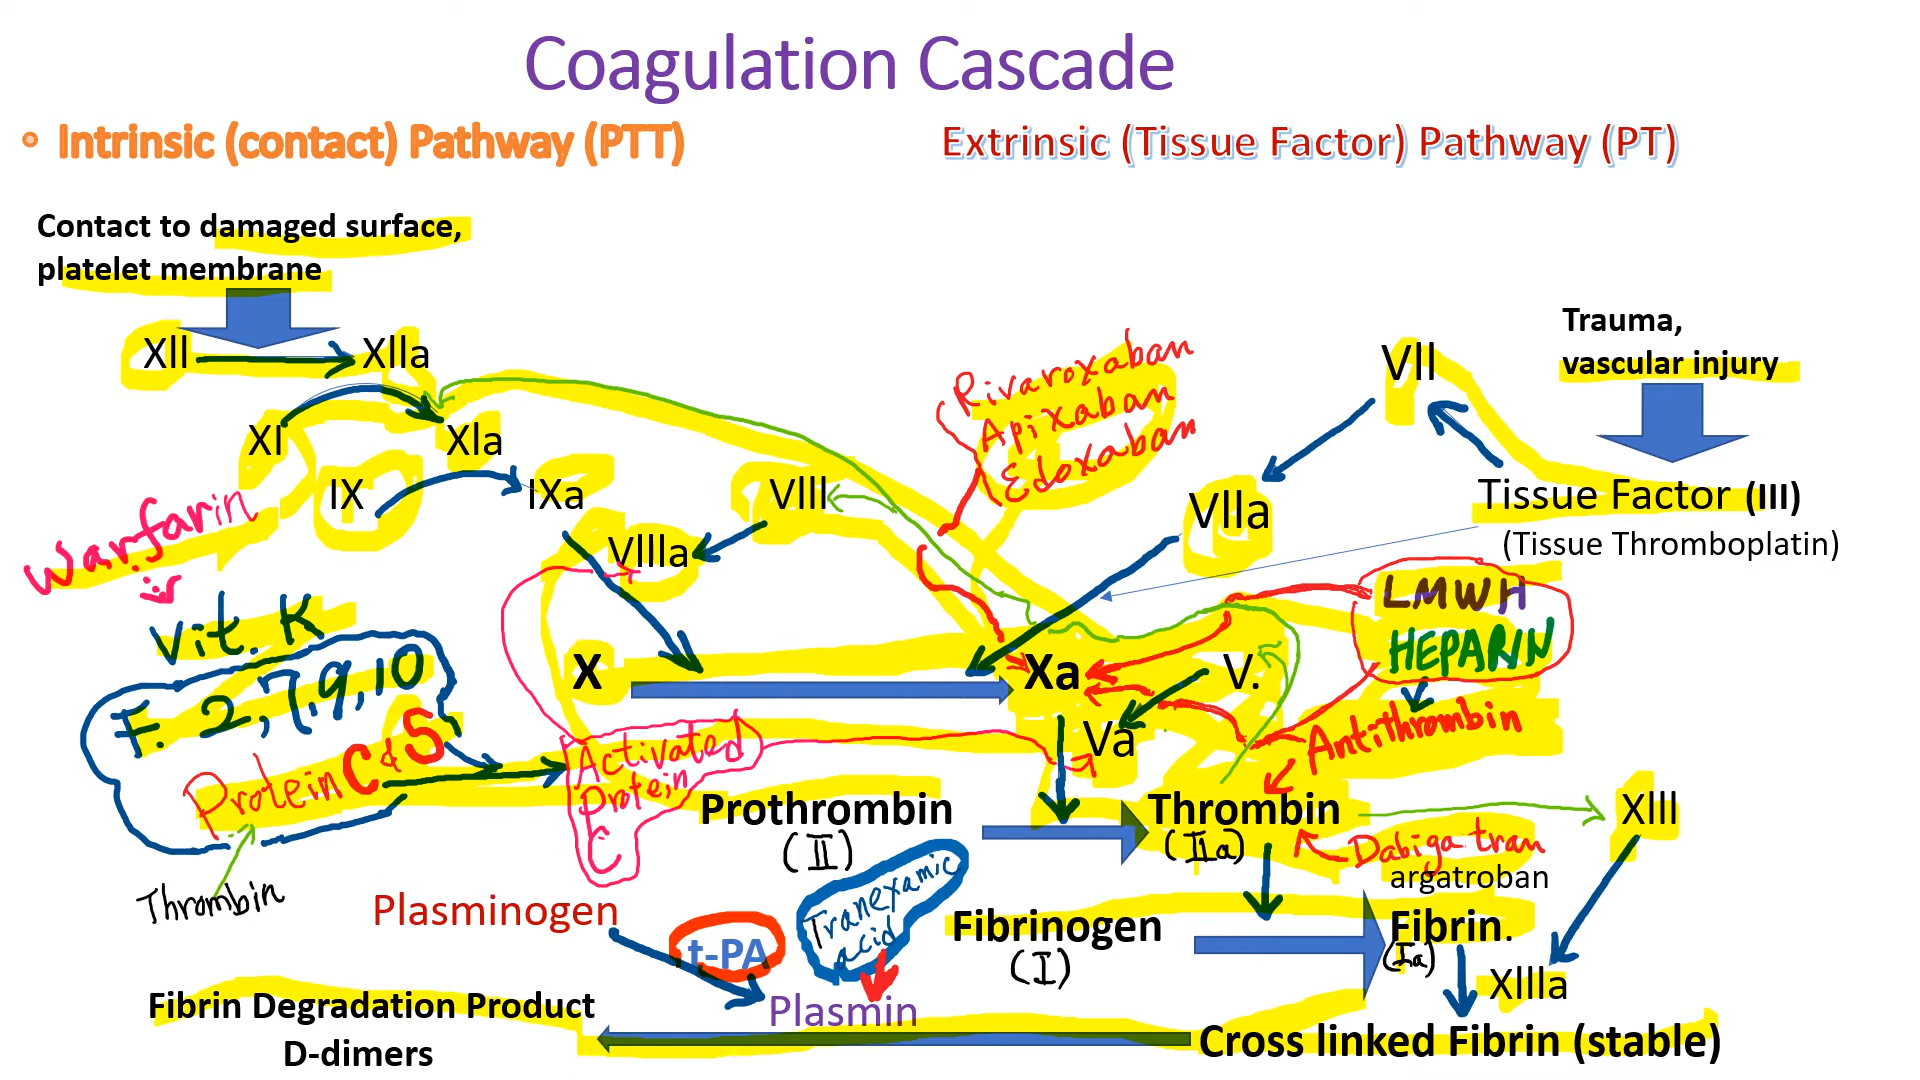 Coagulation Cascade
• Intrinsic (contact) Pathway (PTT)
Extrinsic (Tissue Factor) Pathway (PT)
Contact to damaged surface,
platelet membrane
Trauma,
vascular injury
XII
XIIa
VII
XI
XIa
Rivaroxaban
Apixaban
Edoxaban
IX
IXa
VIII
VIIa
Tissue Factor (III)
(Tissue Thromboplatin)
VIIIa
Warfarin
Vit. K
F. 2,7,9,10
Protein C & S
LMWH
HEPARIN
Antithrombin
X
Xa
V.
Va
Activated
Protein
C
Prothrombin
(II)
Thrombin
(IIa)
XIII
Dabigatran
argatroban
Thrombin
Plasminogen
t-PA
Tranexamic
acid
Fibrinogen
(I)
Fibrin.
(Ia)
XIIIa
Plasmin
Fibrin Degradation Product
D-dimers
Cross linked Fibrin (stable)